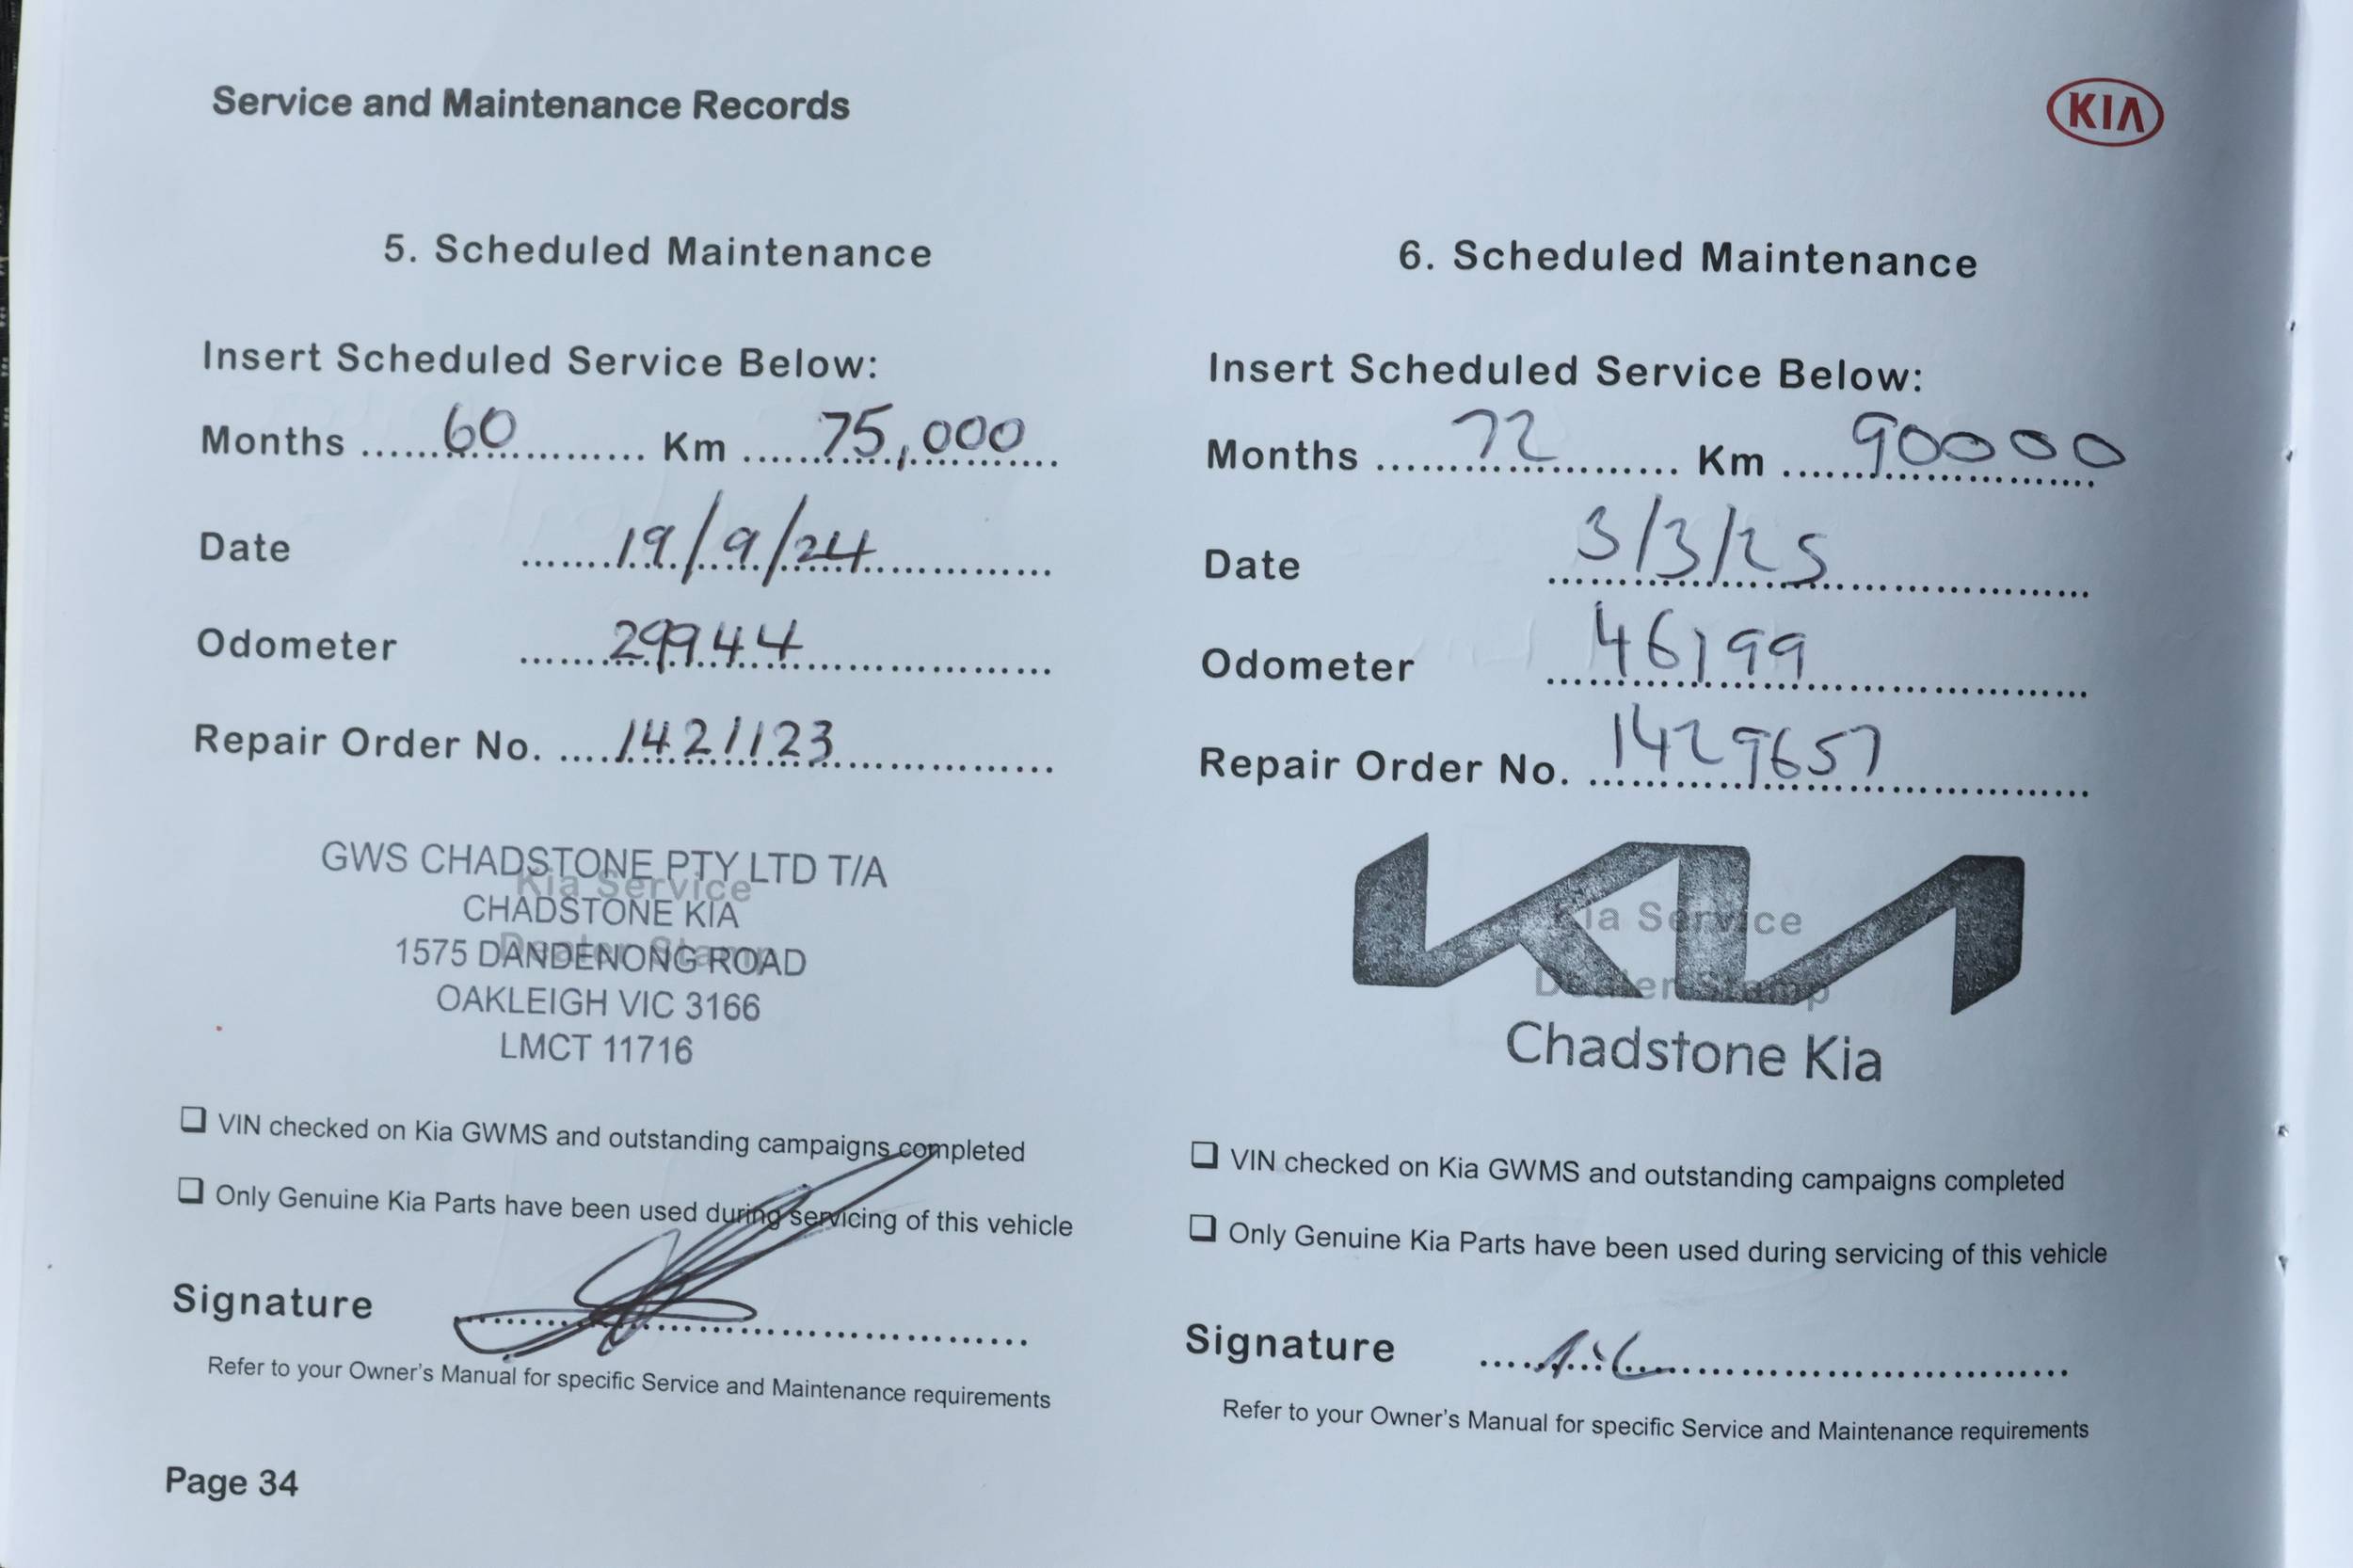 Service and Maintenance Records
KIA
5. Scheduled Maintenance
Insert Scheduled Service Below:
Months ...... 60 ............ Km ...... 75,000
Date ....... 19/9/24
Odometer ....... 29944
Repair Order No. .... 1421123
GWS CHADSTONE PTY LTD T/A
Kia Service
CHADSTONE KIA
Dealer Stamp
1575 DANDENONG ROAD
OAKLEIGH VIC 3166
LMCT 11716
❏ VIN checked on Kia GWMS and outstanding campaigns completed
❏ Only Genuine Kia Parts have been used during servicing of this vehicle
Signature
Refer to your Owner's Manual for specific Service and Maintenance requirements
Page 34
6. Scheduled Maintenance
Insert Scheduled Service Below:
Months ...... 72 ............ Km ...... 90000
Date ....... 3/3/25
Odometer ....... 46199
Repair Order No. .... 1429657
KIA
Kia Service
Dealer Stamp
Chadstone Kia
❏ VIN checked on Kia GWMS and outstanding campaigns completed
❏ Only Genuine Kia Parts have been used during servicing of this vehicle
Signature
Refer to your Owner's Manual for specific Service and Maintenance requirements